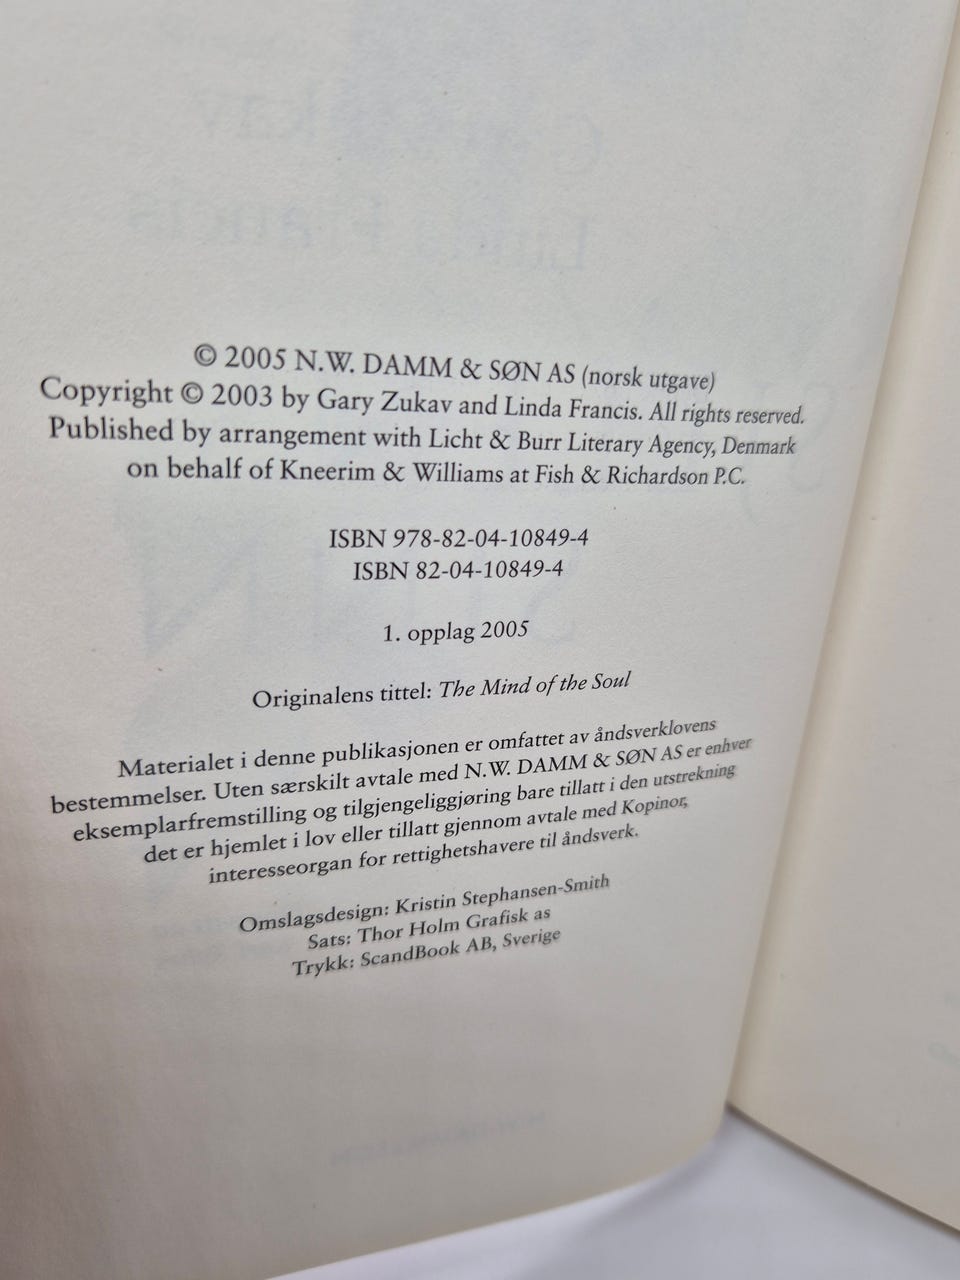 © 2005 N.W. DAMM & SØN AS (norsk utgave)
Copyright © 2003 by Gary Zukav and Linda Francis. All rights reserved.
Published by arrangement with Licht & Burr Literary Agency, Denmark
on behalf of Kneerim & Williams at Fish & Richardson P.C.
ISBN 978-82-04-10849-4
ISBN 82-04-10849-4
1. opplag 2005
Originalens tittel: The Mind of the Soul
Materialet i denne publikasjonen er omfattet av åndsverklovens
bestemmelser. Uten særskilt avtale med N.W. DAMM & SØN AS er enhver
eksemplarfremstilling og tilgjengeliggjøring bare tillatt i den utstrekning
det er hjemlet i lov eller tillatt gjennom avtale med Kopinor,
interesseorgan for rettighetshavere til åndsverk.
Omslagsdesign: Kristin Stephansen-Smith
Sats: Thor Holm Grafisk as
Trykk: ScandBook AB, Sverige